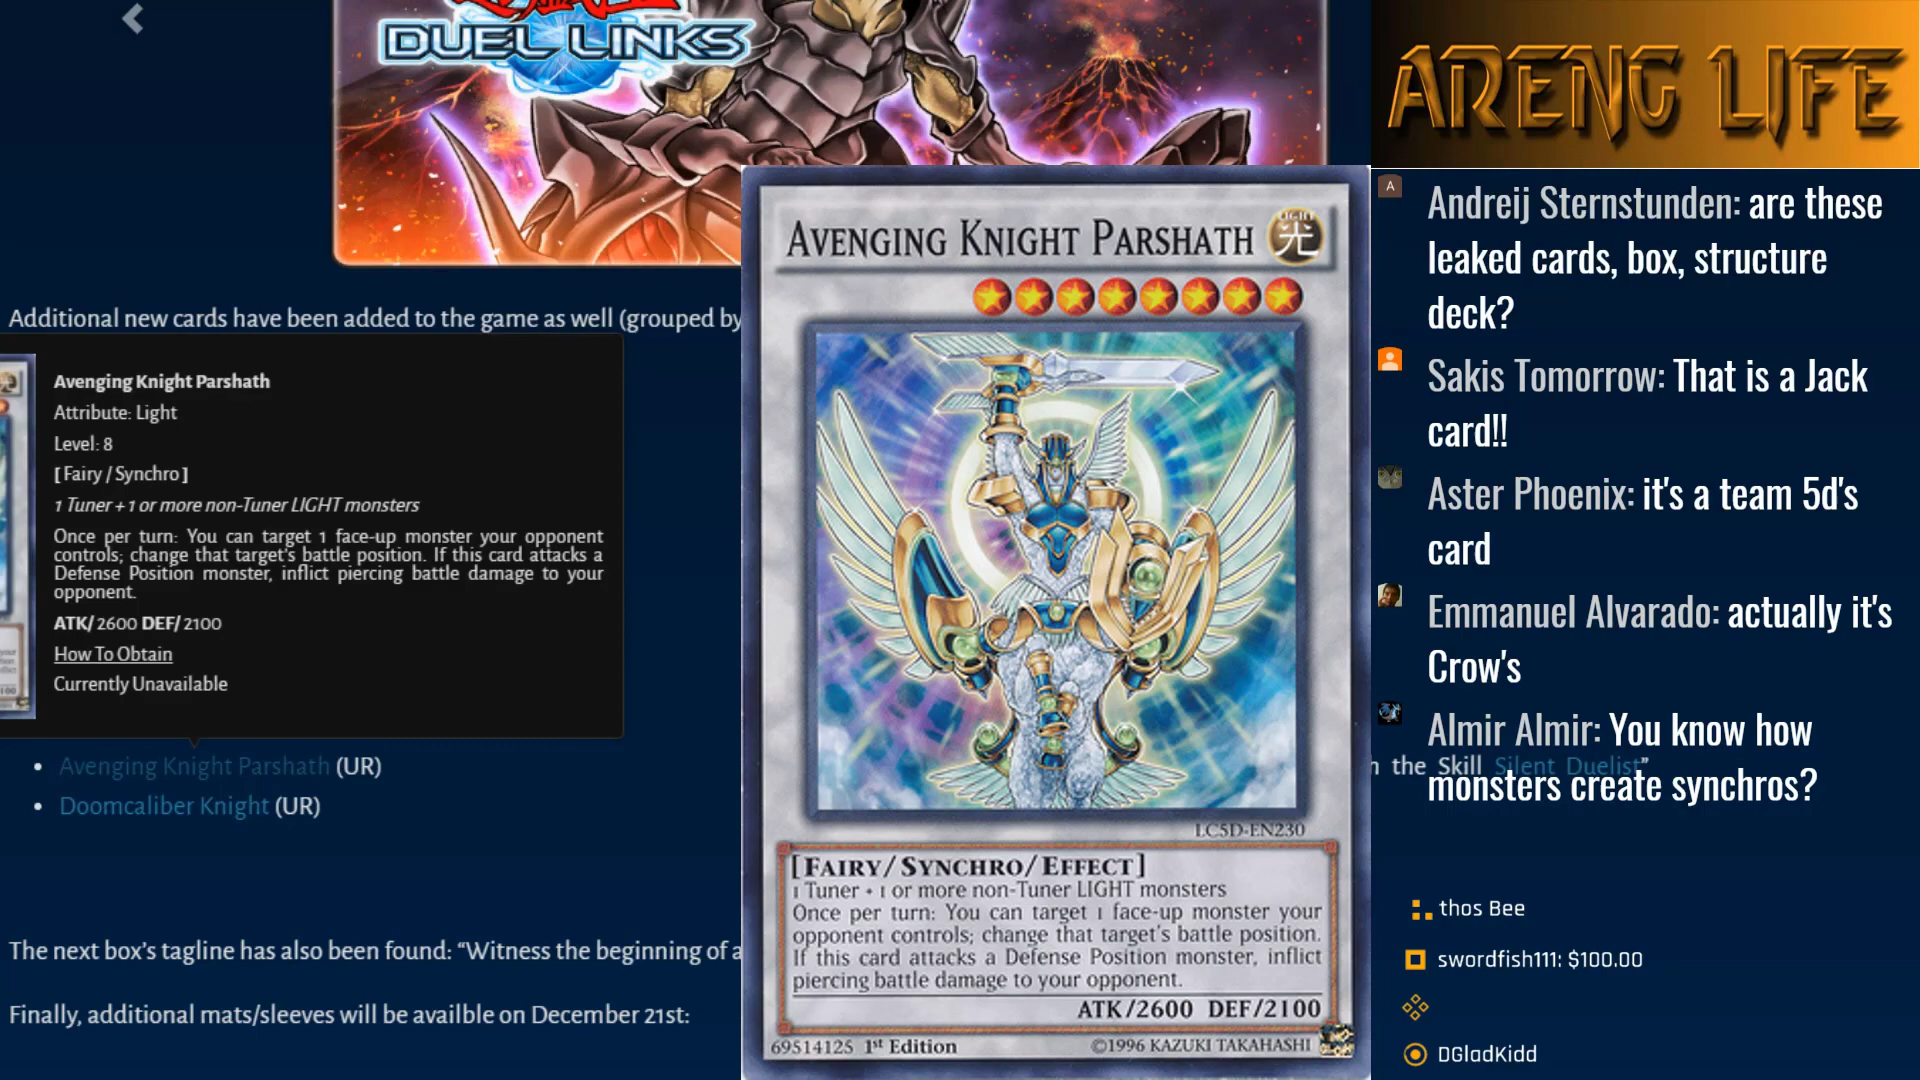 DUEL LINKS
ARENG LIFE
Additional new cards have been added to the game as well (grouped by
Avenging Knight Parshath
Attribute: Light
Level: 8
[ Fairy / Synchro ]
1 Tuner + 1 or more non-Tuner LIGHT monsters
Once per turn: You can target 1 face-up monster your opponent
controls; change that target's battle position. If this card attacks a
Defense Position monster, inflict piercing battle damage to your
opponent.
ATK/ 2600 DEF/ 2100
How To Obtain
Currently Unavailable
• Avenging Knight Parshath (UR)
• Doomcaliber Knight (UR)
The next box's tagline has also been found: “Witness the beginning of a
Finally, additional mats/sleeves will be availble on December 21st:
AVENGING KNIGHT PARSHATH
LIGHT
光
LC5D-EN230
[FAIRY/SYNCHRO/EFFECT]
1 Tuner + 1 or more non-Tuner LIGHT monsters
Once per turn: You can target 1 face-up monster your
opponent controls; change that target's battle position.
If this card attacks a Defense Position monster, inflict
piercing battle damage to your opponent.
ATK/2600 DEF/2100
69514125 1st Edition
©1996 KAZUKI TAKAHASHI
A
Andreij Sternstunden: are these
leaked cards, box, structure
deck?
Sakis Tomorrow: That is a Jack
card!!
Aster Phoenix: it's a team 5d's
card
Emmanuel Alvarado: actually it's
Crow's
Almir Almir: You know how
the Skill Silent Duelist”
monsters create synchros?
thos Bee
swordfish111: $100.00
DGladKidd